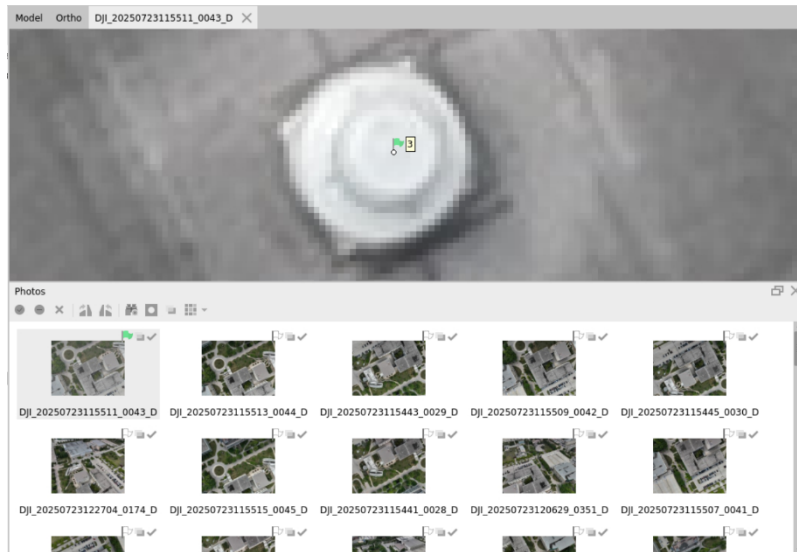 Model Ortho DJI_20250723115511_0043_D
3
Photos
DJI_20250723115511_0043_D DJI_20250723115513_0044_D DJI_20250723115443_0029_D DJI_20250723115509_0042_D DJI_20250723115445_0030_D
DJI_20250723122704_0174_D DJI_20250723115515_0045_D DJI_20250723115441_0028_D DJI_20250723120629_0351_D DJI_20250723115507_0041_D